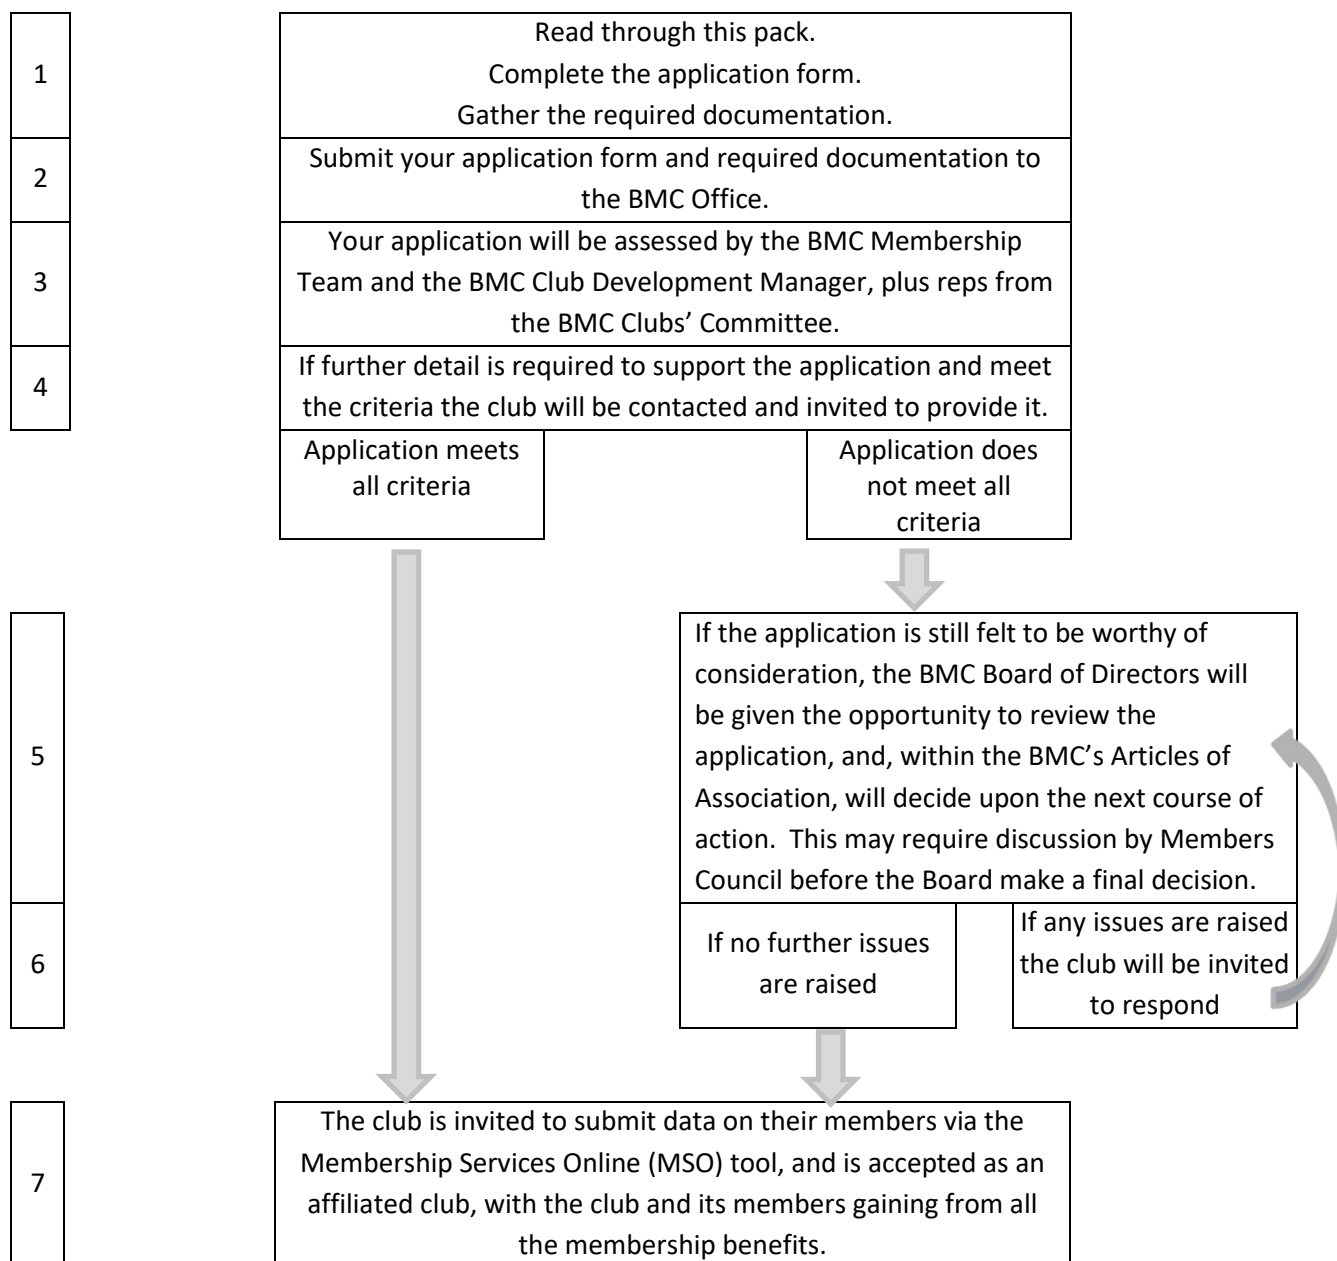 1
Read through this pack.
Complete the application form.
Gather the required documentation.
2
Submit your application form and required documentation to
the BMC Office.
3
Your application will be assessed by the BMC Membership
Team and the BMC Club Development Manager, plus reps from
the BMC Clubs’ Committee.
4
If further detail is required to support the application and meet
the criteria the club will be contacted and invited to provide it.
Application meets
all criteria
Application does
not meet all
criteria
5
If the application is still felt to be worthy of
consideration, the BMC Board of Directors will
be given the opportunity to review the
application, and, within the BMC’s Articles of
Association, will decide upon the next course of
action.  This may require discussion by Members
Council before the Board make a final decision.
6
If no further issues
are raised
If any issues are raised
the club will be invited
to respond
7
The club is invited to submit data on their members via the
Membership Services Online (MSO) tool, and is accepted as an
affiliated club, with the club and its members gaining from all
the membership benefits.